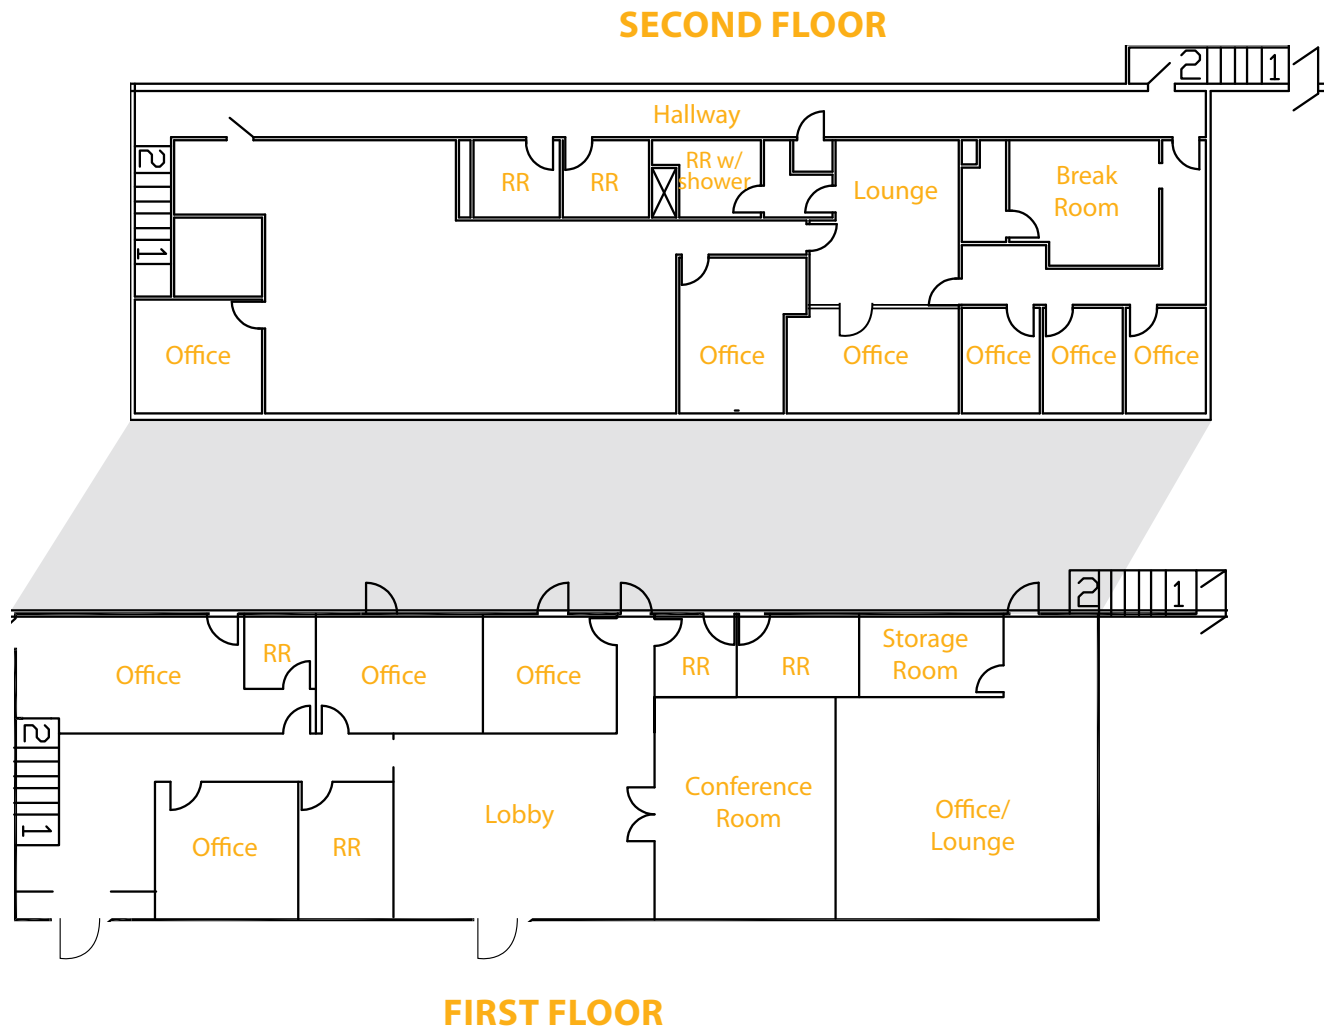 SECOND FLOOR
2 1
Hallway
2
1
RR
RR
RR w/
shower
Lounge
Break
Room
Office
Office
Office
Office
Office
Office
2 1
Office
RR
Office
Office
RR
RR
Storage
Room
2
1
Office
RR
Lobby
Conference
Room
Office/
Lounge
FIRST FLOOR